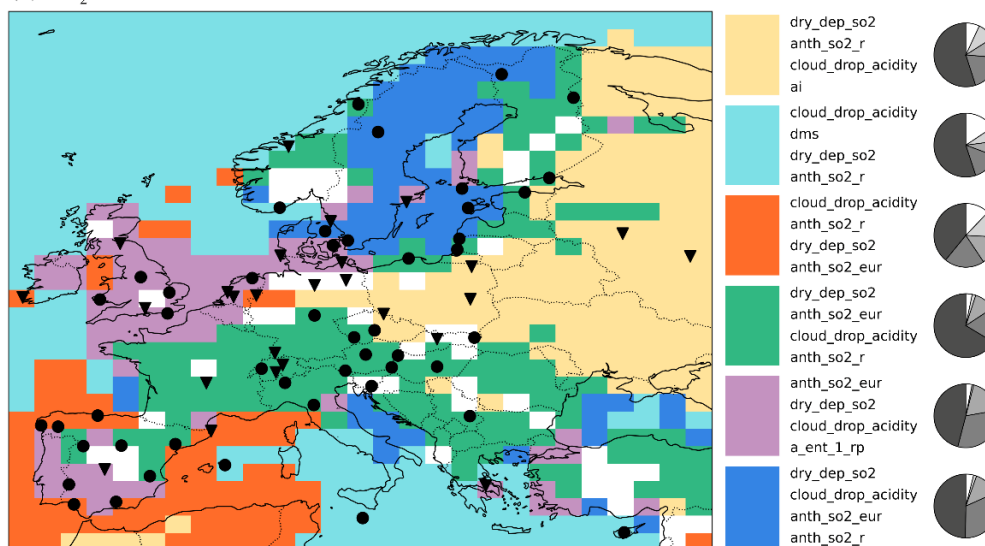 dry_dep_so2
anth_so2_r
cloud_drop_acidity
ai
cloud_drop_acidity
dms
dry_dep_so2
anth_so2_r
cloud_drop_acidity
anth_so2_r
dry_dep_so2
anth_so2_eur
dry_dep_so2
anth_so2_eur
cloud_drop_acidity
anth_so2_r
anth_so2_eur
dry_dep_so2
cloud_drop_acidity
a_ent_1_rp
dry_dep_so2
cloud_drop_acidity
anth_so2_eur
anth_so2_r